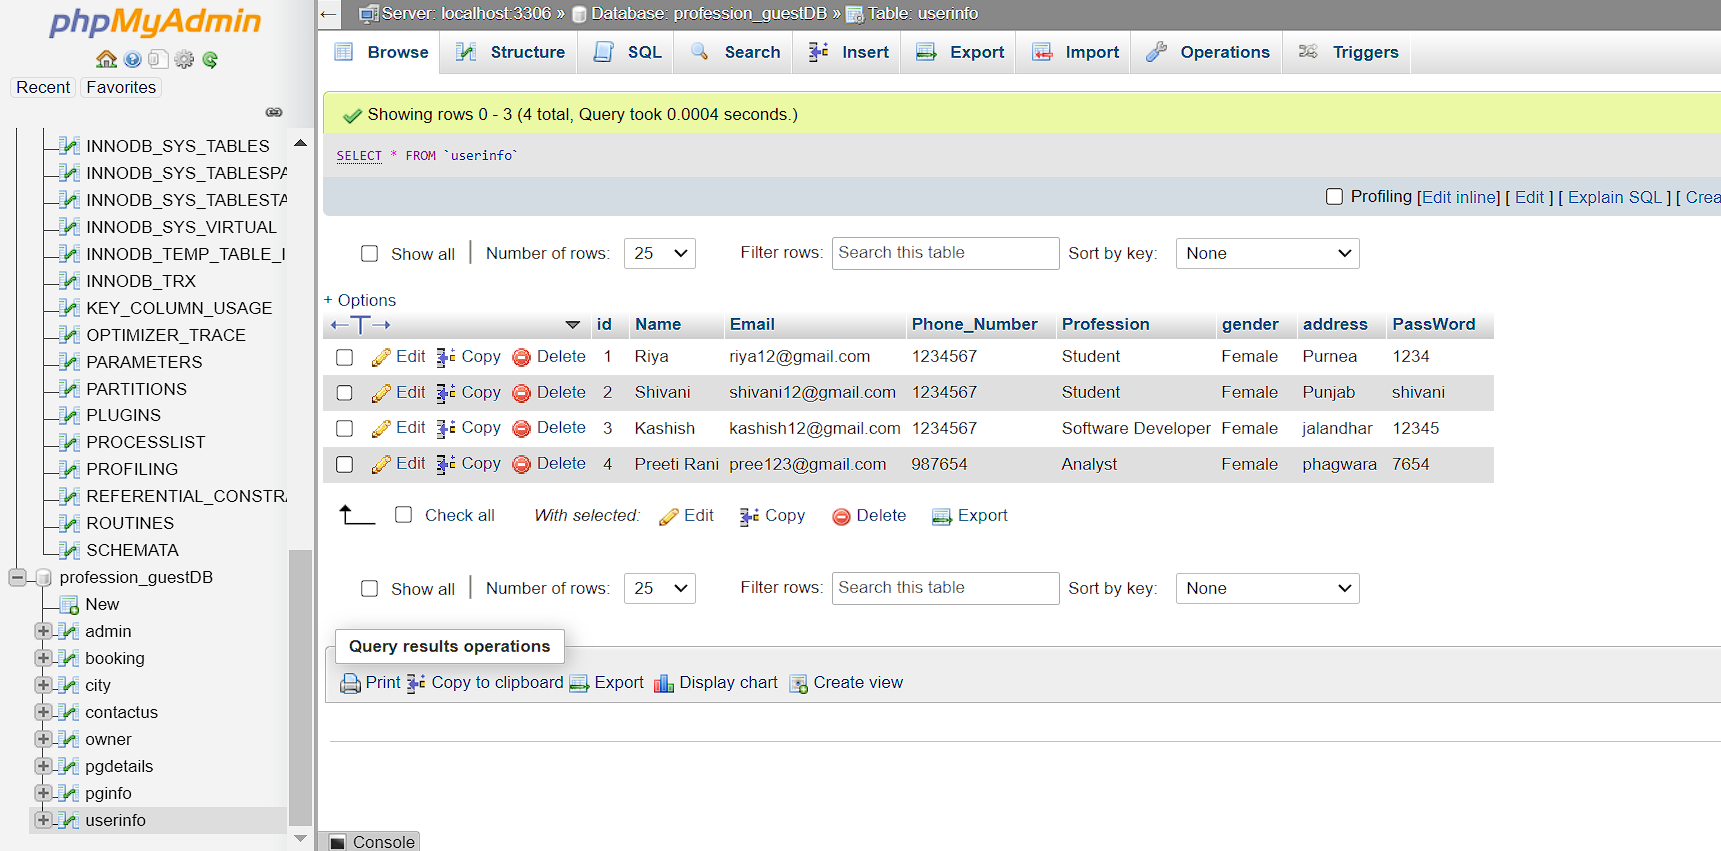 phpMyAdmin
Recent Favorites
INNODB_SYS_TABLES
INNODB_SYS_TABLESPA
INNODB_SYS_TABLESTA
INNODB_SYS_VIRTUAL
INNODB_TEMP_TABLE_I
INNODB_TRX
KEY_COLUMN_USAGE
OPTIMIZER_TRACE
PARAMETERS
PARTITIONS
PLUGINS
PROCESSLIST
PROFILING
REFERENTIAL_CONSTRA
ROUTINES
SCHEMATA
profession_guestDB
New
admin
booking
city
contactus
owner
pgdetails
pginfo
userinfo
Server: localhost:3306 » Database: profession_guestDB » Table: userinfo
Browse Structure SQL Search Insert Export Import Operations Triggers
Showing rows 0 - 3 (4 total, Query took 0.0004 seconds.)
SELECT * FROM `userinfo`
Profiling [Edit inline] [ Edit ] [ Explain SQL ] [ Crea
Show all | Number of rows: 25 Filter rows: Search this table Sort by key: None
+ Options
←T→ id Name Email Phone_Number Profession gender address PassWord
Edit Copy Delete 1 Riya riya12@gmail.com 1234567 Student Female Purnea 1234
Edit Copy Delete 2 Shivani shivani12@gmail.com 1234567 Student Female Punjab shivani
Edit Copy Delete 3 Kashish kashish12@gmail.com 1234567 Software Developer Female jalandhar 12345
Edit Copy Delete 4 Preeti Rani pree123@gmail.com 987654 Analyst Female phagwara 7654
Check all With selected: Edit Copy Delete Export
Show all | Number of rows: 25 Filter rows: Search this table Sort by key: None
Query results operations
Print Copy to clipboard Export Display chart Create view
Console